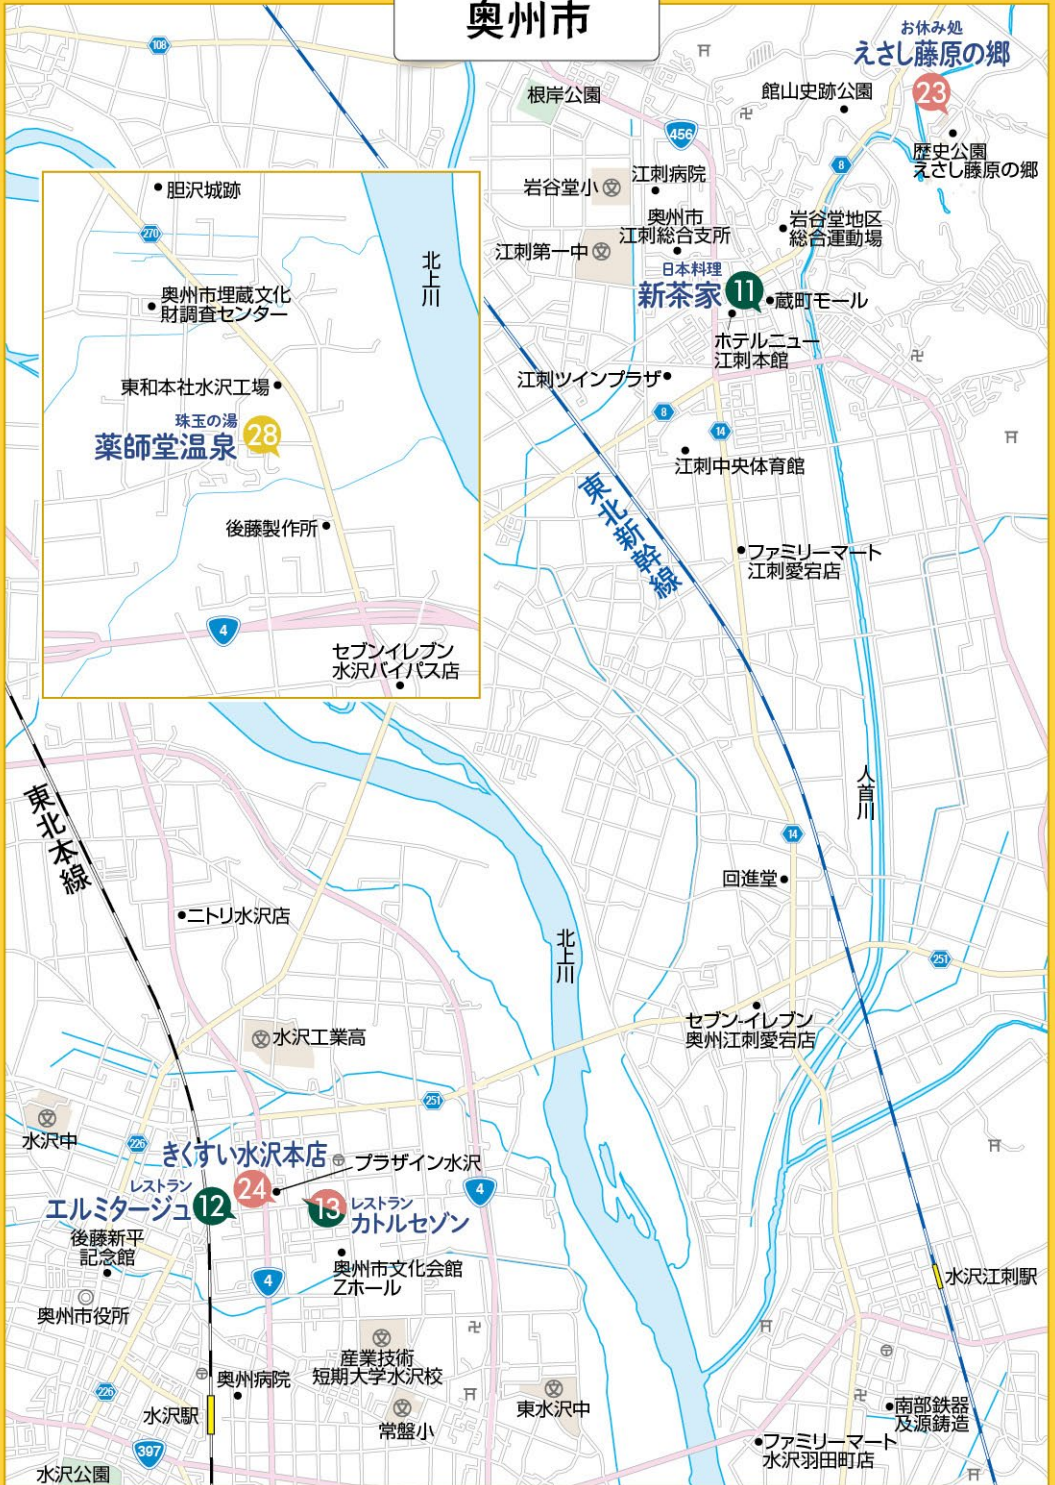 奥州市
お休み処
えさし藤原の郷
23
108
根岸公園
館山史跡公園
456
8
歴史公園
えさし藤原の郷
岩谷堂小
江刺病院
奥州市
江刺総合支所
岩谷堂地区
総合運動場
江刺第一中
日本料理
新茶家
11
蔵町モール
ホテルニュー
江刺本館
江刺ツインプラザ
8
14
江刺中央体育館
東北新幹線
ファミリーマート
江刺愛宕店
胆沢城跡
270
北上川
奥州市埋蔵文化
財調査センター
東和本社水沢工場
珠玉の湯
薬師堂温泉
28
後藤製作所
4
セブンイレブン
水沢バイパス店
東北本線
人首川
14
回進堂
ニトリ水沢店
北上川
251
セブン-イレブン
奥州江刺愛宕店
水沢工業高
251
水沢中
226
きくすい水沢本店
24
プラザイン水沢
レストラン
エルミタージュ
12
13
レストラン
カトルセゾン
4
後藤新平
記念館
奥州市文化会館
Zホール
4
水沢江刺駅
奥州市役所
産業技術
短期大学水沢校
226
奥州病院
水沢駅
常盤小
東水沢中
南部鉄器
及源鋳造
397
ファミリーマート
水沢羽田町店
水沢公園